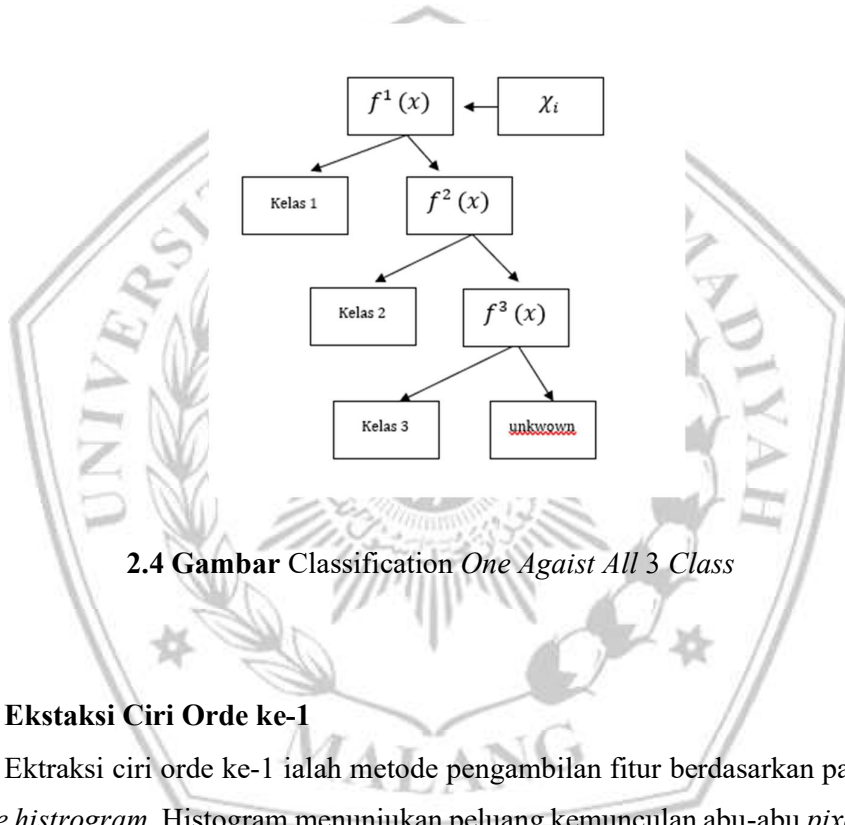 f¹ (x)
χᵢ
Kelas 1
f² (x)
Kelas 2
f³ (x)
Kelas 3
unkwown
2.4 Gambar Classification One Agaist All 3 Class
Ekstaksi Ciri Orde ke-1
Ektraksi ciri orde ke-1 ialah metode pengambilan fitur berdasarkan pa
histrogram. Histogram menunjukan peluang kemunculan abu-abu pixe
MALANG